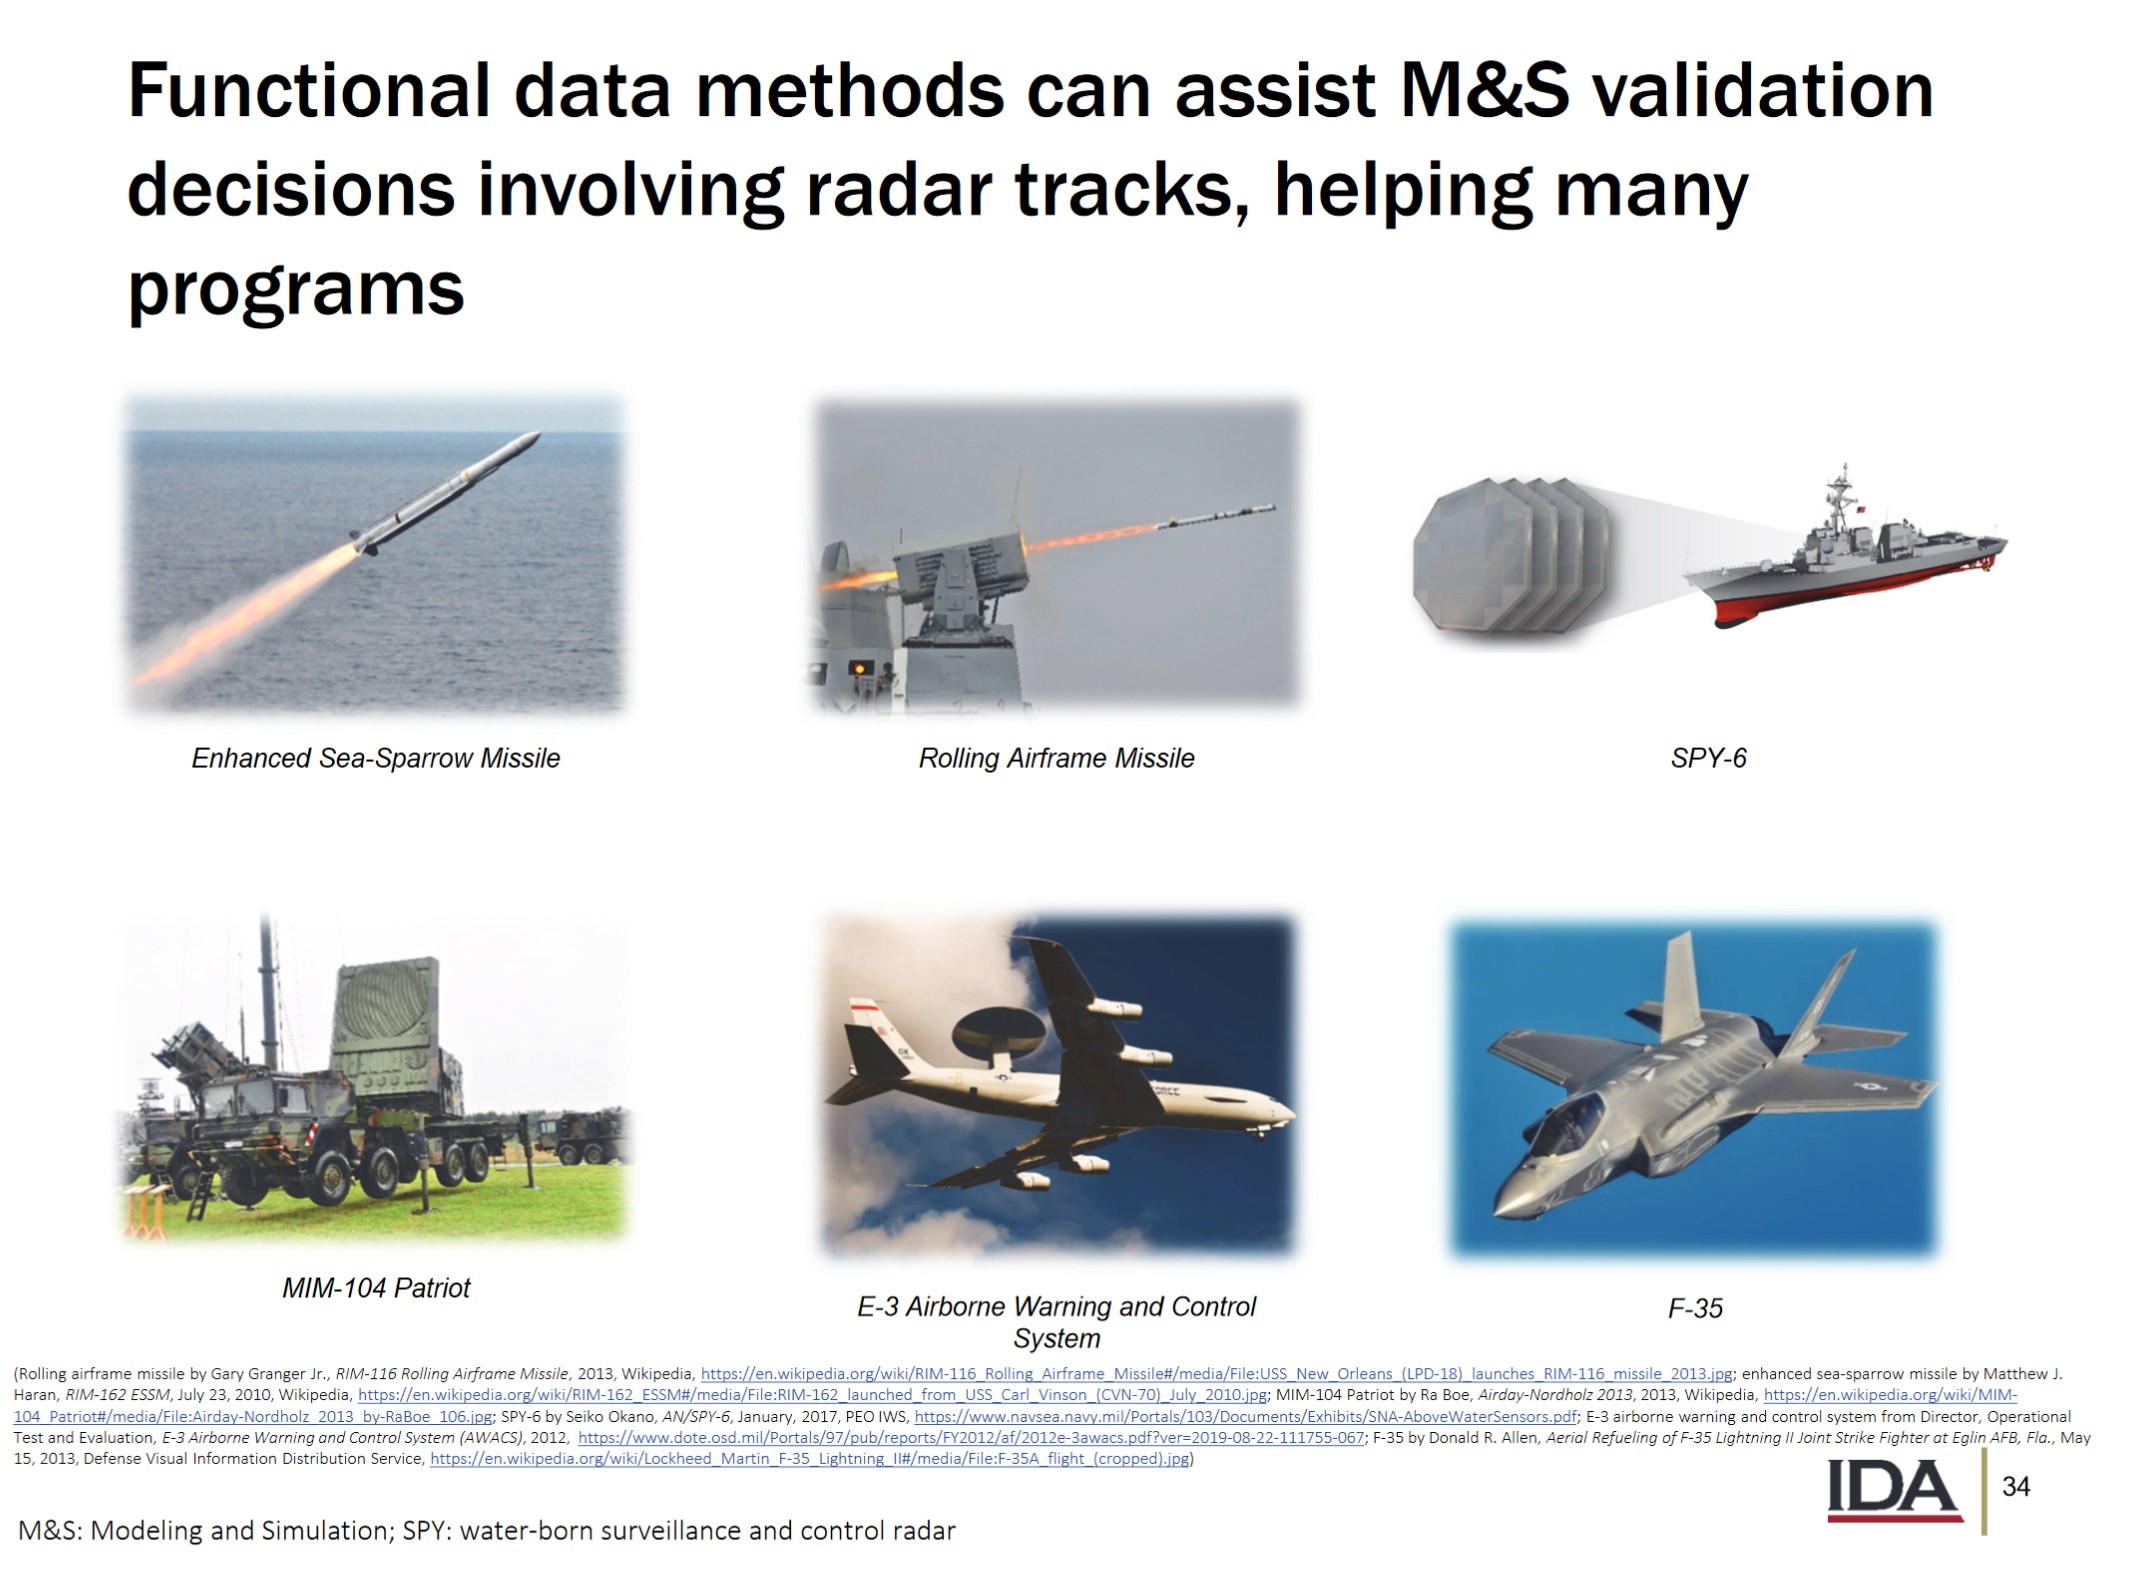 Functional data methods can assist M&S validation
decisions involving radar tracks, helping many
programs
Enhanced Sea-Sparrow Missile
Rolling Airframe Missile
SPY-6
MIM-104 Patriot
E-3 Airborne Warning and Control
System
F-35
(Rolling airframe missile by Gary Granger Jr., RIM-116 Rolling Airframe Missile, 2013, Wikipedia, https://en.wikipedia.org/wiki/RIM-116_Rolling_Airframe_Missile#/media/File:USS_New_Orleans_(LPD-18)_launches_RIM-116_missile_2013.jpg; enhanced sea-sparrow missile by Matthew J.
Haran, RIM-162 ESSM, July 23, 2010, Wikipedia, https://en.wikipedia.org/wiki/RIM-162_ESSM#/media/File:RIM-162_launched_from_USS_Carl_Vinson_(CVN-70)_July_2010.jpg; MIM-104 Patriot by Ra Boe, Airday-Nordholz 2013, 2013, Wikipedia, https://en.wikipedia.org/wiki/MIM-
104_Patriot#/media/File:Airday-Nordholz_2013_by-RaBoe_106.jpg; SPY-6 by Seiko Okano, AN/SPY-6, January, 2017, PEO IWS, https://www.navsea.navy.mil/Portals/103/Documents/Exhibits/SNA-AboveWaterSensors.pdf; E-3 airborne warning and control system from Director, Operational
Test and Evaluation, E-3 Airborne Warning and Control System (AWACS), 2012, https://www.dote.osd.mil/Portals/97/pub/reports/FY2012/af/2012e-3awacs.pdf?ver=2019-08-22-111755-067; F-35 by Donald R. Allen, Aerial Refueling of F-35 Lightning II Joint Strike Fighter at Eglin AFB, Fla., May
15, 2013, Defense Visual Information Distribution Service, https://en.wikipedia.org/wiki/Lockheed_Martin_F-35_Lightning_II#/media/File:F-35A_flight_(cropped).jpg)
IDA
34
M&S: Modeling and Simulation; SPY: water-born surveillance and control radar